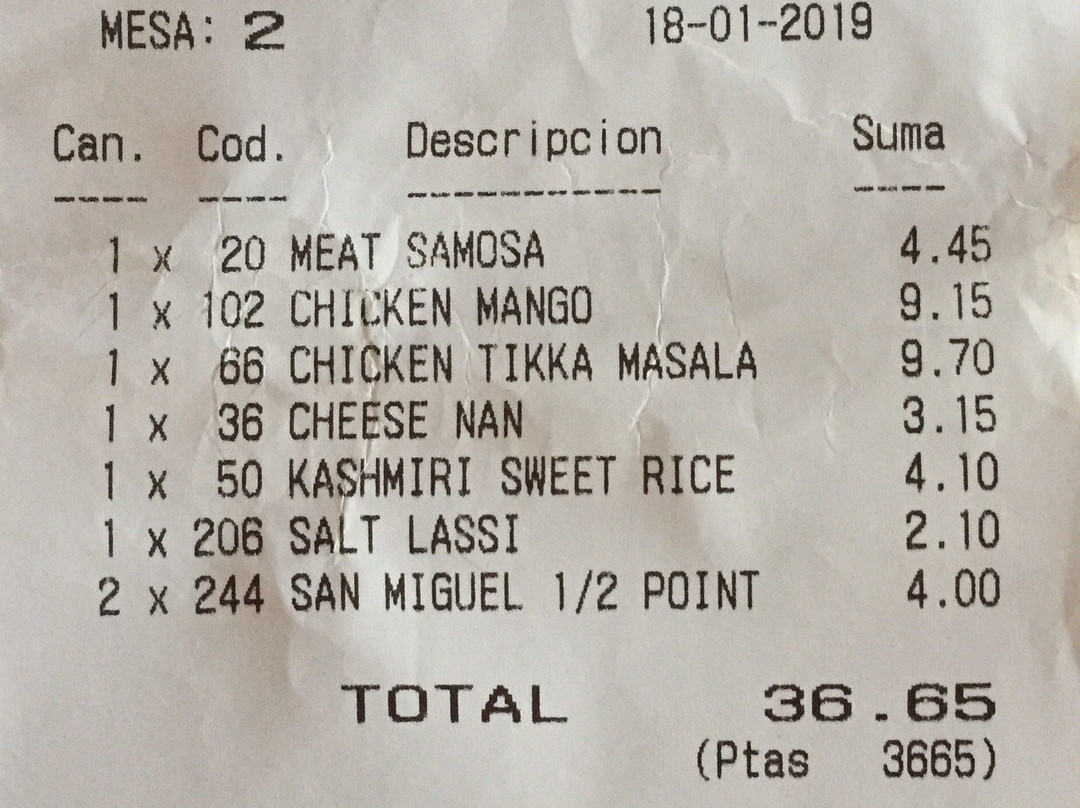 MESA: 2 18-01-2019
Can. Cod. Descripcion Suma
---- ---- ----------- ----
1 x 20 MEAT SAMOSA 4.45
1 x 102 CHICKEN MANGO 9.15
1 x 66 CHICKEN TIKKA MASALA 9.70
1 x 36 CHEESE NAN 3.15
1 x 50 KASHMIRI SWEET RICE 4.10
1 x 206 SALT LASSI 2.10
2 x 244 SAN MIGUEL 1/2 POINT 4.00
TOTAL 36.65
(Ptas 3665)